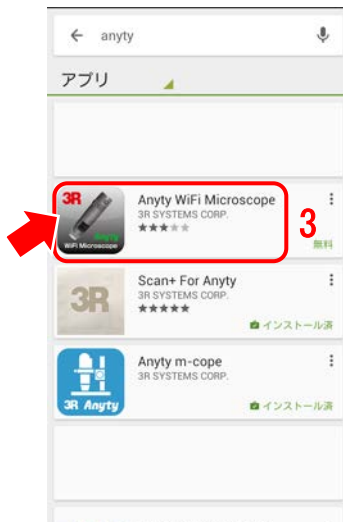 anyty
アプリ
3R
Anyty
WiFi Microscope
Anyty WiFi Microscope
3R SYSTEMS CORP.
3
無料
3R
Scan+ For Anyty
3R SYSTEMS CORP.
インストール済
3R Anyty
Anyty m-cope
3R SYSTEMS CORP.
インストール済